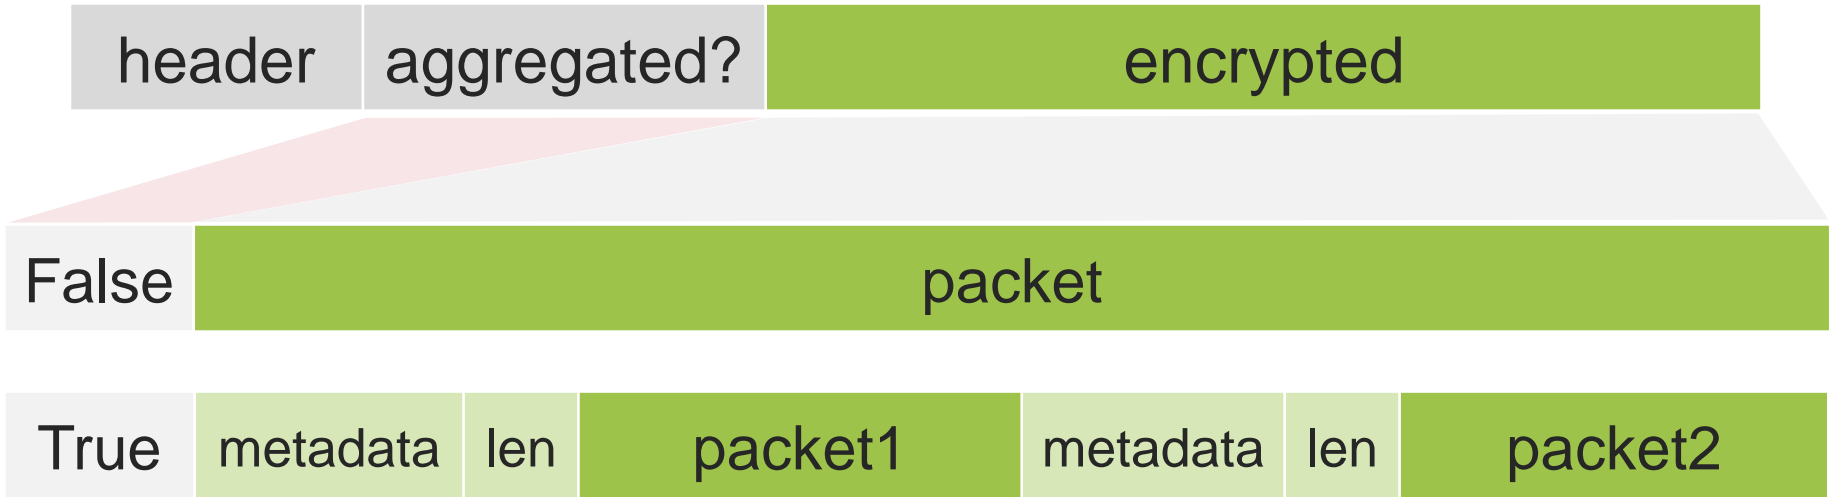 header aggregated? encrypted
False packet
True metadata len packet1 metadata len packet2